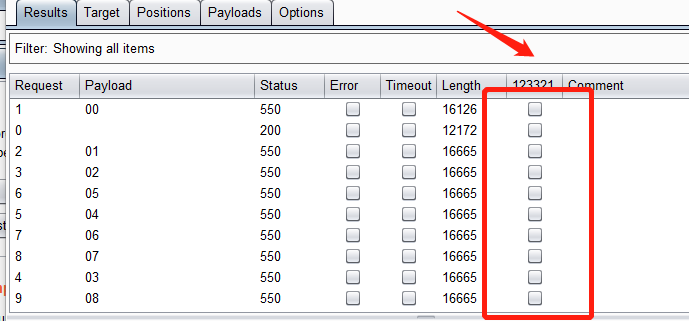 Results Target Positions Payloads Options
Filter: Showing all items
Request Payload Status Error Timeout Length 123321 Comment
1 00 550 16126
0 200 12172
2 01 550 16665
3 02 550 16665
6 05 550 16665
5 04 550 16665
7 06 550 16665
8 07 550 16665
4 03 550 16665
9 08 550 16665